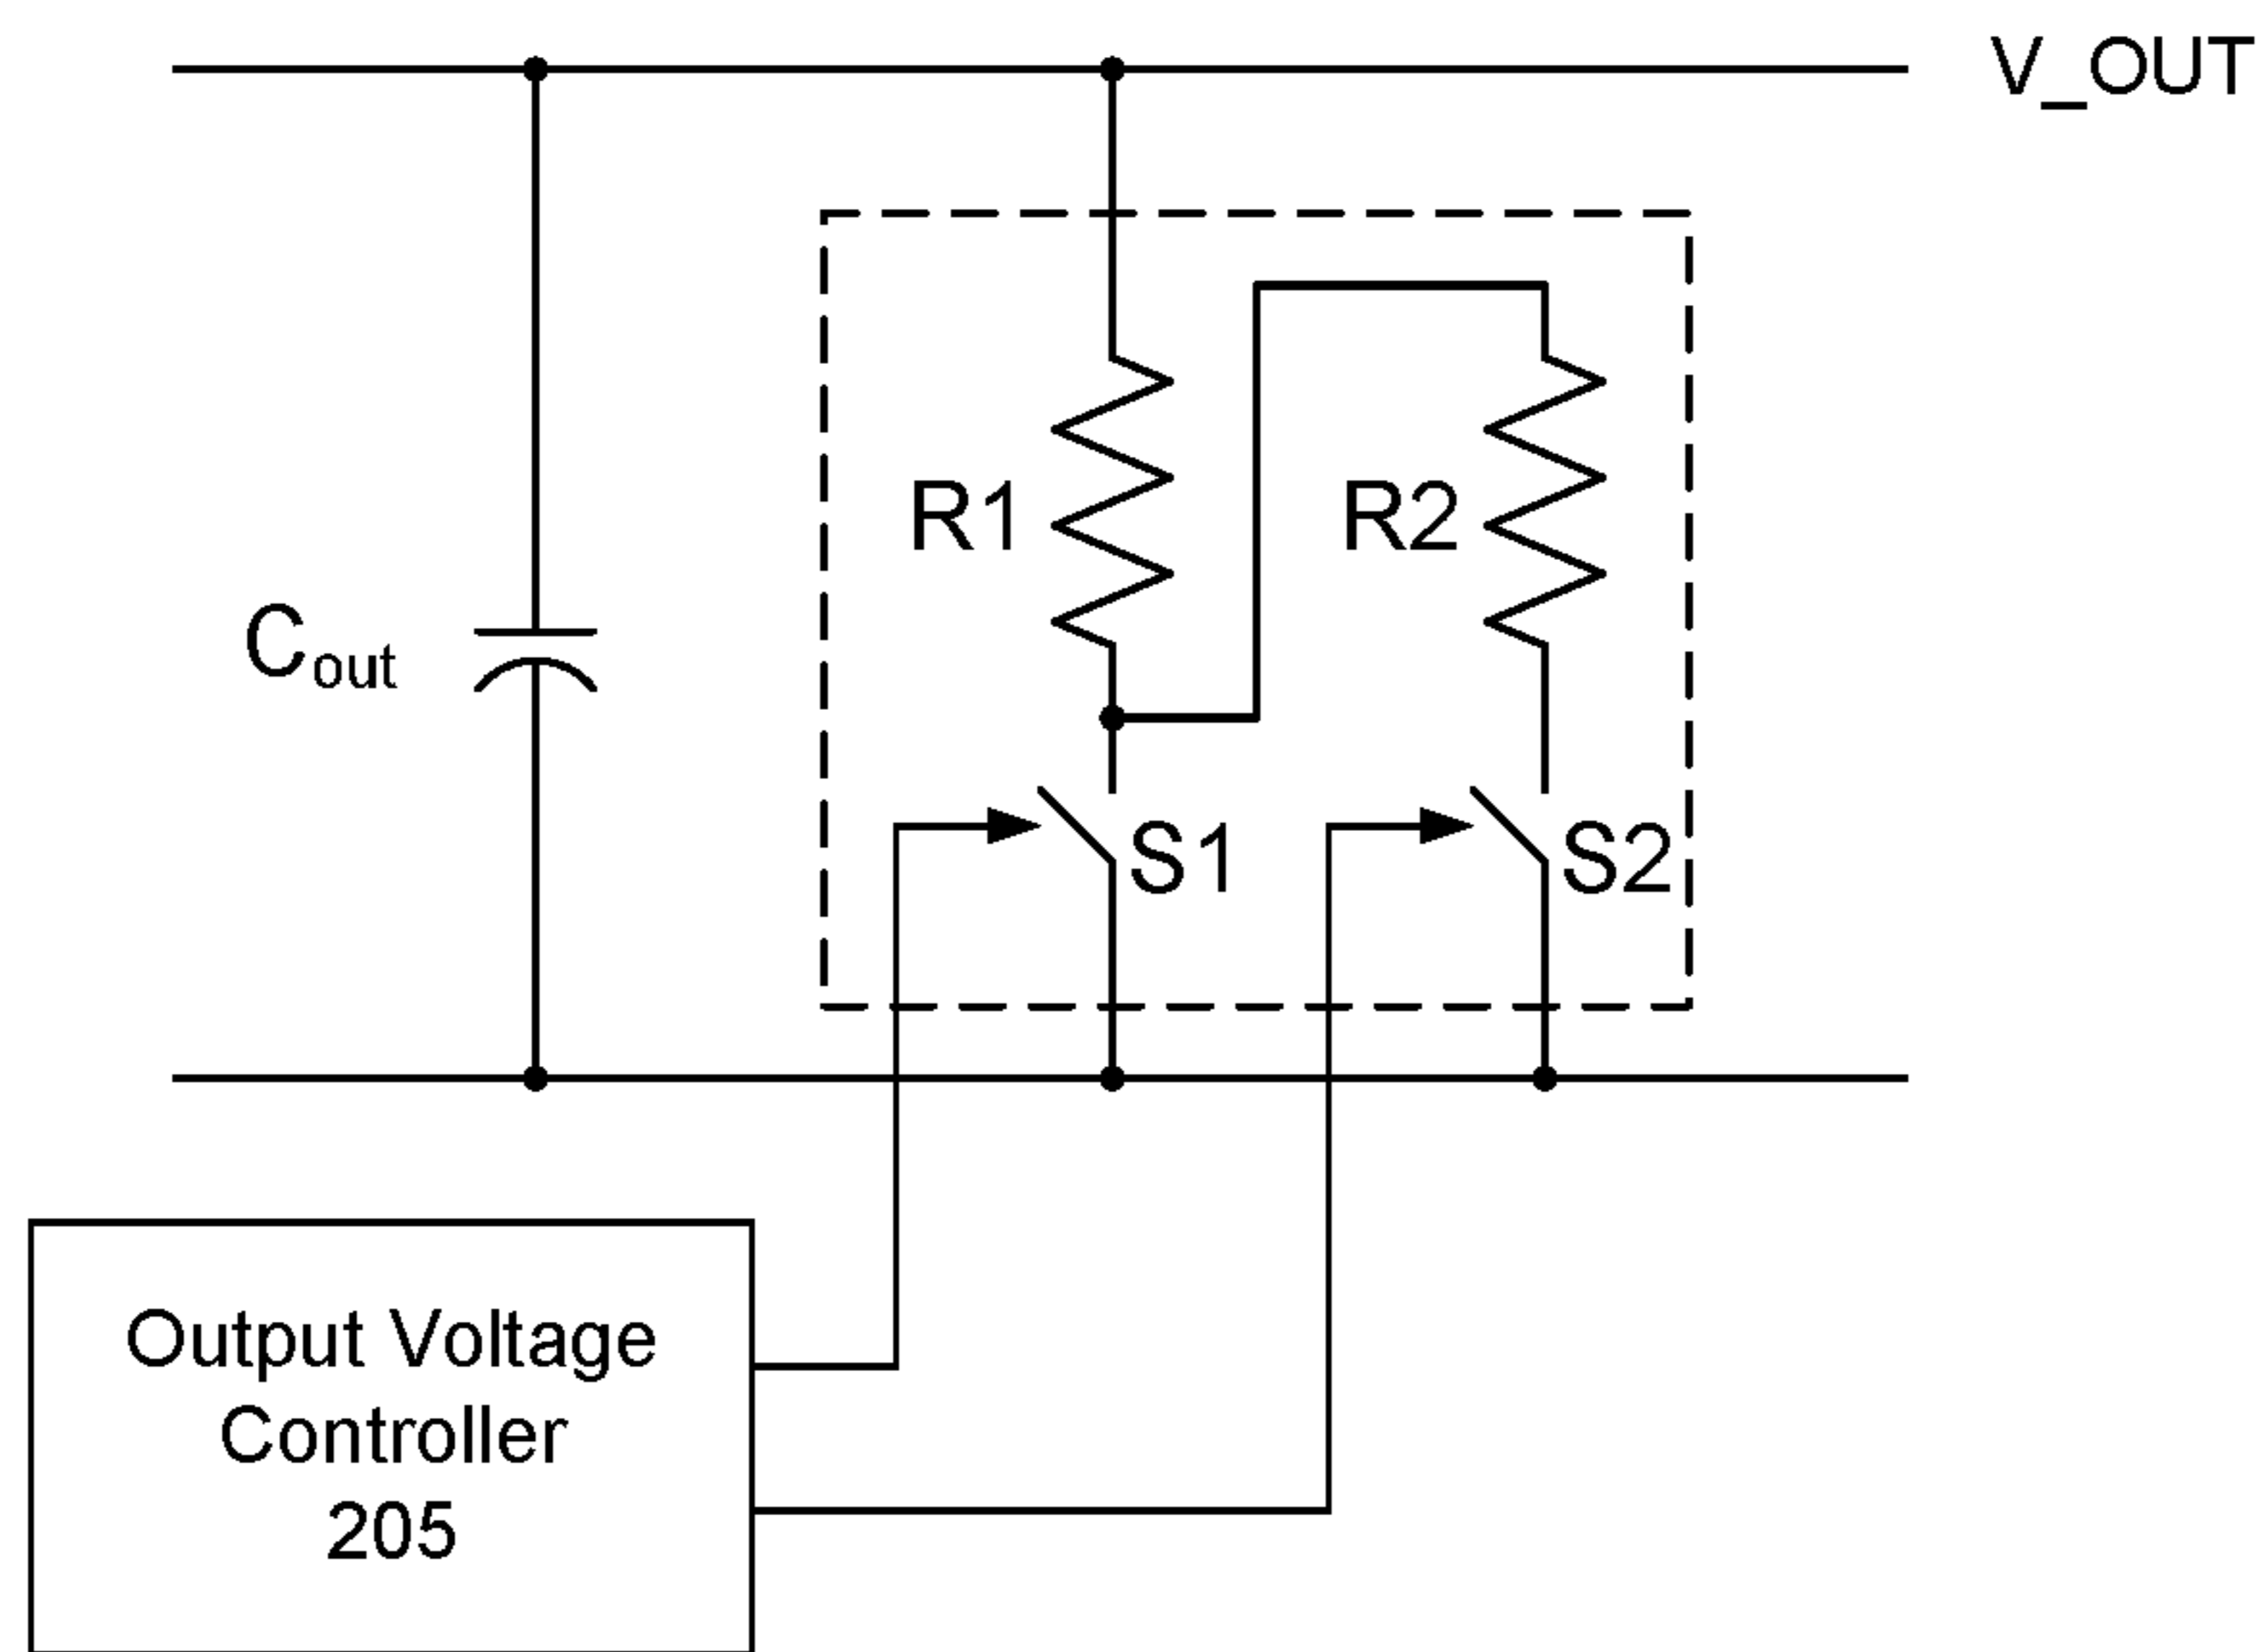 V_OUT
R1
R2
Cout
S1
S2
Output Voltage
Controller
205